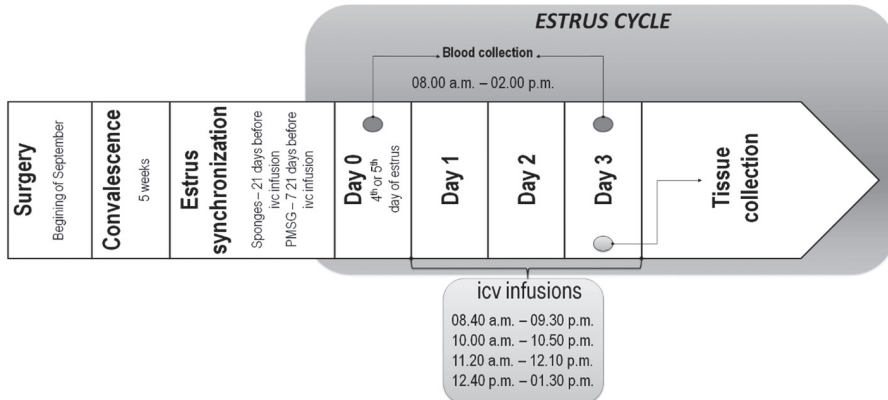 ESTRUS CYCLE
Blood collection
08.00 a.m. – 02.00 p.m.
Surgery
Begining of September
Convalescence
5 weeks
Estrus
synchronization
Sponges – 21 days before
ivc infusion
PMSG – 7 21 days before
ivc infusion
Day 0
4th or 5th
day of estrus
Day 1
Day 2
Day 3
Tissue
collection
icv infusions
08.40 a.m. – 09.30 p.m.
10.00 a.m. – 10.50 p.m.
11.20 a.m. – 12.10 p.m.
12.40 p.m. – 01.30 p.m.